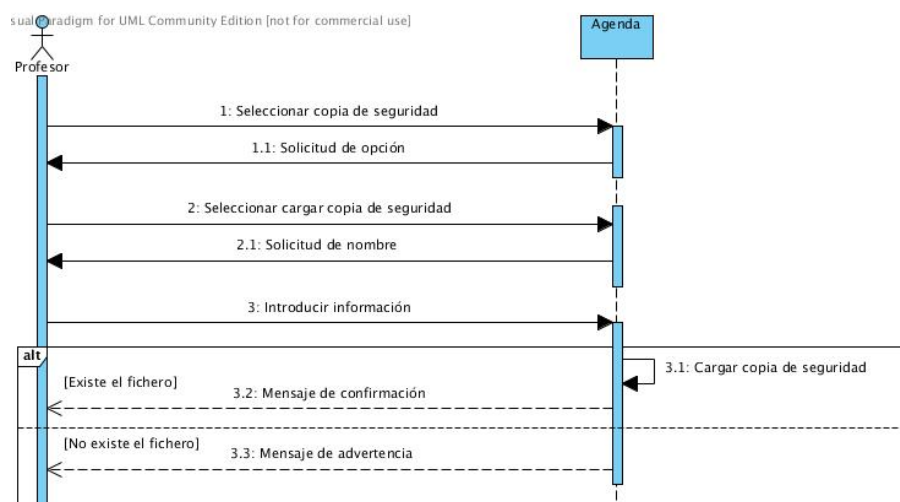 sual Paradigm for UML Community Edition [not for commercial use]
Agenda
Profesor
1: Seleccionar copia de seguridad
1.1: Solicitud de opción
2: Seleccionar cargar copia de seguridad
2.1: Solicitud de nombre
3: Introducir información
alt
3.1: Cargar copia de seguridad
[Existe el fichero]
3.2: Mensaje de confirmación
[No existe el fichero]
3.3: Mensaje de advertencia